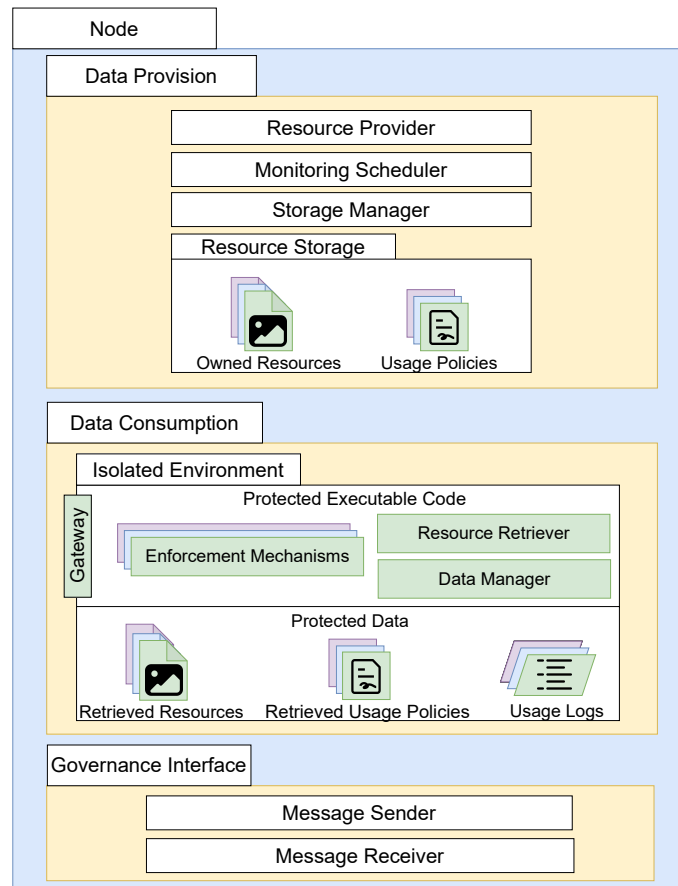 Node
Data Provision
Resource Provider
Monitoring Scheduler
Storage Manager
Resource Storage
Owned Resources
Usage Policies
Data Consumption
Isolated Environment
Protected Executable Code
Gateway
Enforcement Mechanisms
Resource Retriever
Data Manager
Protected Data
Retrieved Resources
Retrieved Usage Policies
Usage Logs
Governance Interface
Message Sender
Message Receiver